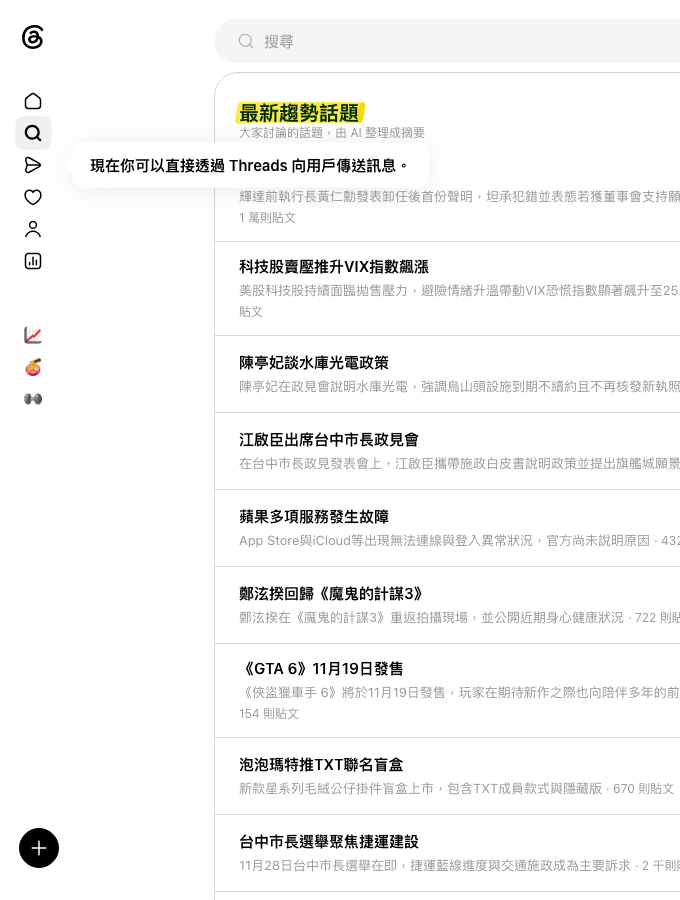 搜尋
最新趨勢話題
大家討論的話題，由 AI 整理成摘要
現在你可以直接透過 Threads 向用戶傳送訊息。
輝達前執行長黃仁勳發表卸任後首份聲明，坦承犯錯並表態若獲董事會支持願
1 萬則貼文
科技股賣壓推升VIX指數飆漲
美股科技股持續面臨拋售壓力，避險情緒升溫帶動VIX恐慌指數顯著飆升至25.
貼文
陳亭妃談水庫光電政策
陳亭妃在政見會說明水庫光電，強調烏山頭設施到期不續約且不再核發新執照
江啟臣出席台中市長政見會
在台中市長政見發表會上，江啟臣攜帶施政白皮書說明政策並提出旗艦城願景
蘋果多項服務發生故障
App Store與iCloud等出現無法連線與登入異常狀況，官方尚未說明原因 · 432
鄭泫揆回歸《魔鬼的計謀3》
鄭泫揆在《魔鬼的計謀3》重返拍攝現場，並公開近期身心健康狀況 · 722 則貼
《GTA 6》11月19日發售
《俠盜獵車手 6》將於11月19日發售，玩家在期待新作之際也向陪伴多年的前
154 則貼文
泡泡瑪特推TXT聯名盲盒
新款星系列毛絨公仔掛件盲盒上市，包含TXT成員款式與隱藏版 · 670 則貼文
台中市長選舉聚焦捷運建設
11月28日台中市長選舉在即，捷運藍線進度與交通施政成為主要訴求 · 2 千則